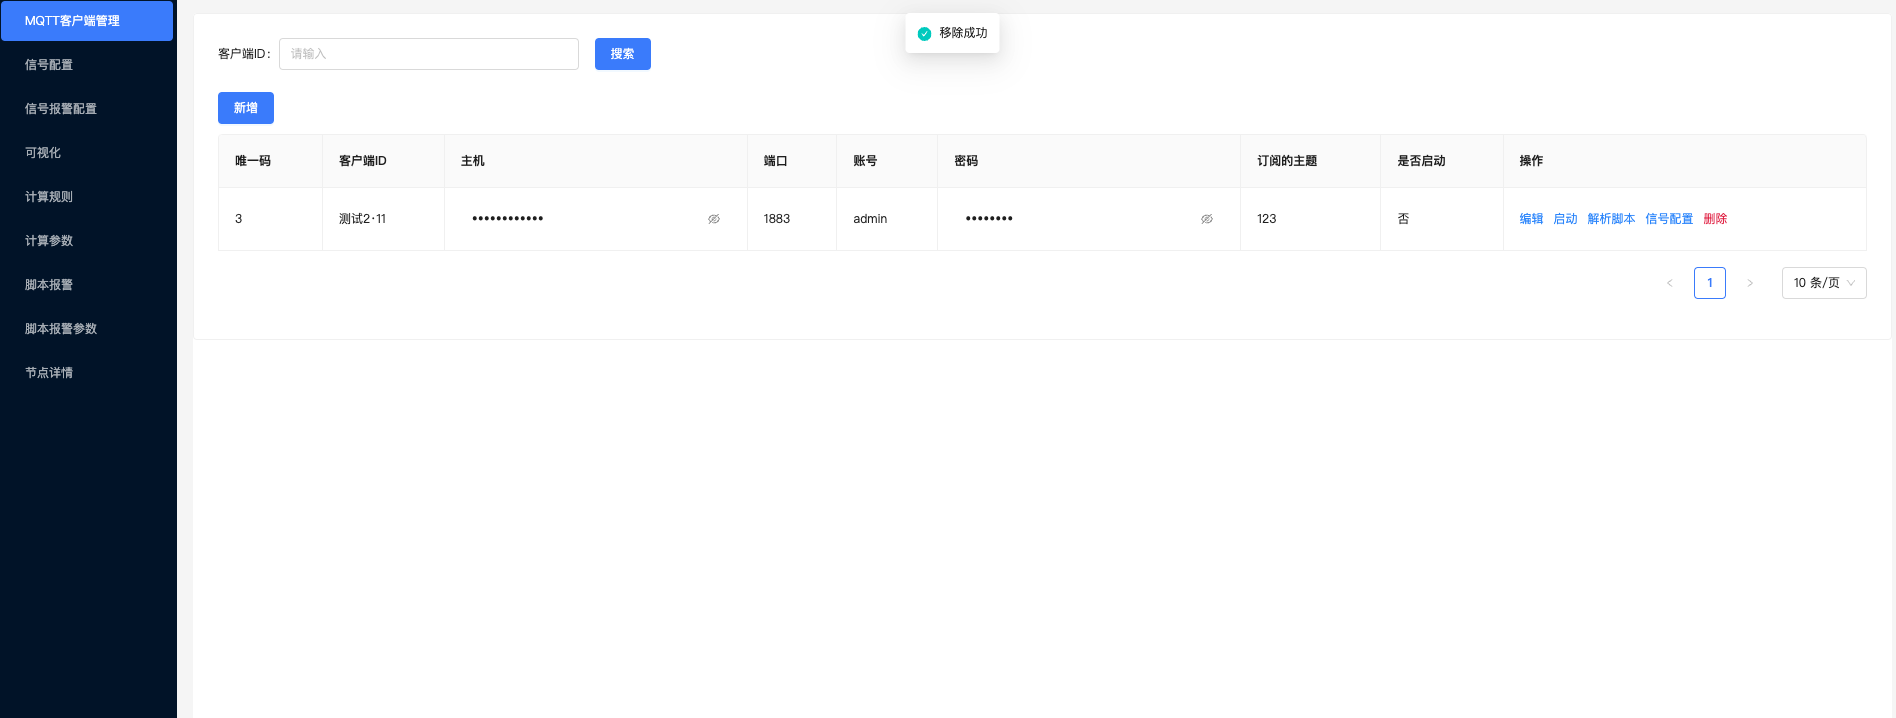 MQTT客户端管理
信号配置
信号报警配置
可视化
计算规则
计算参数
脚本报警
脚本报警参数
节点详情
移除成功
客户端ID: 请输入 搜索
新增
唯一码 客户端ID 主机 端口 账号 密码 订阅的主题 是否启动 操作
3 测试2·11 •••••••••••• 1883 admin •••••••• 123 否 编辑 启动 解析脚本 信号配置 删除
< 1 > 10 条/页